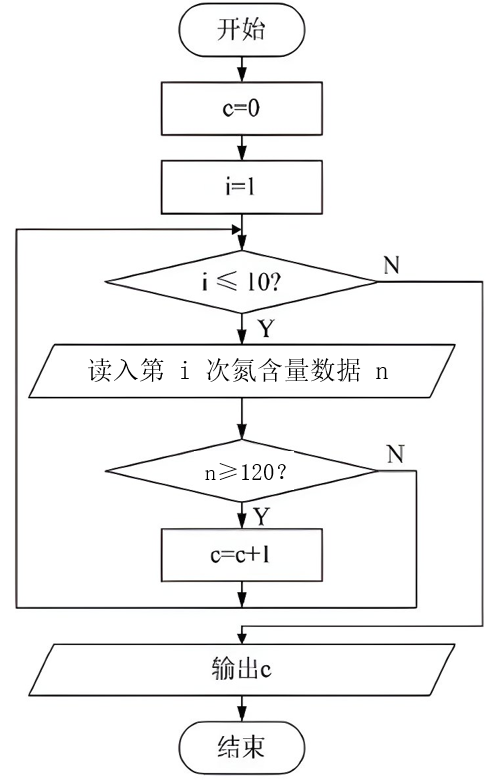 开始
c=0
i=1
i≤10?
N
Y
读入第 i 次氮含量数据 n
n≥120?
N
Y
c=c+1
输出c
结束